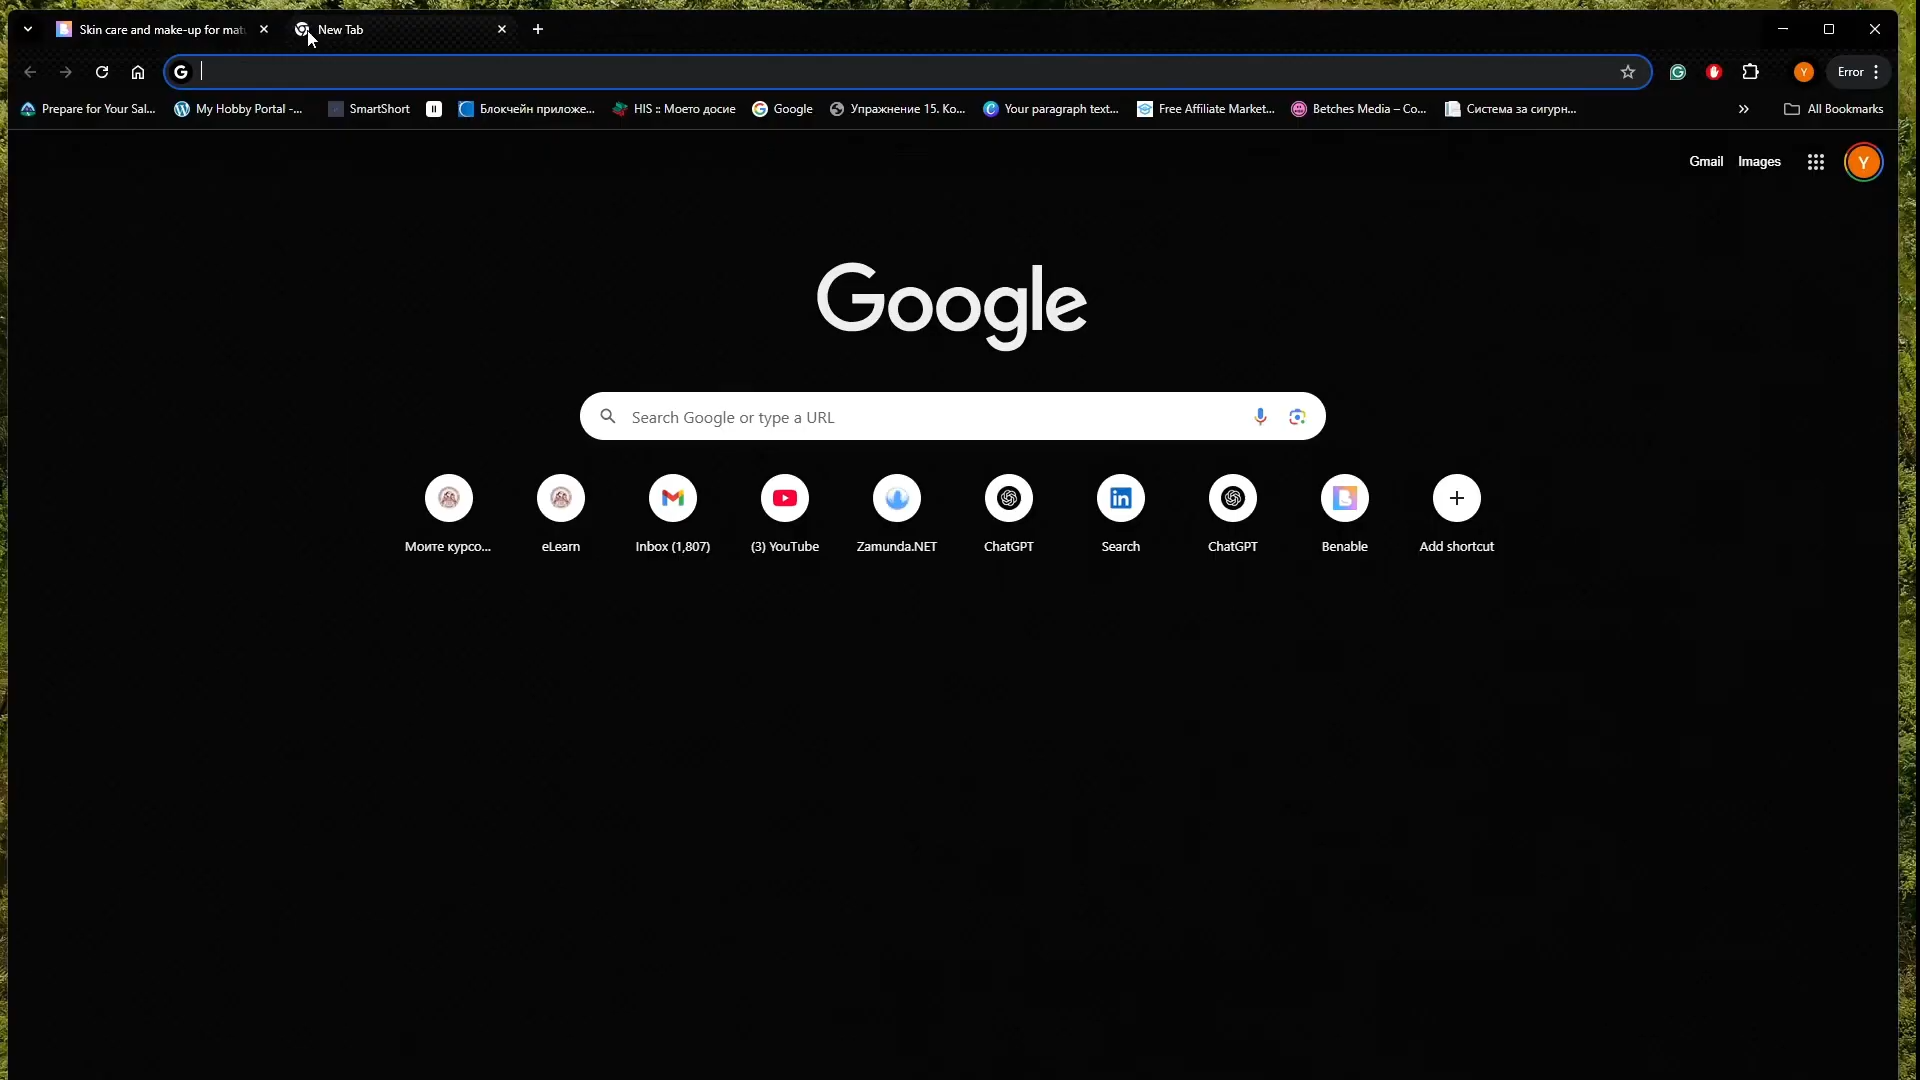 Skin care and make-up for mat
New Tab
Error
Prepare for Your Sal...
My Hobby Portal -...
SmartShort
Блокчейн приложе...
HIS :: Моето досие
Google
Упражнение 15. Ко...
Your paragraph text...
Free Affiliate Market...
Betches Media – Co...
Система за сигурн...
All Bookmarks
Gmail
Images
Y
Google
Search Google or type a URL
Моите курсо...
eLearn
Inbox (1,807)
(3) YouTube
Zamunda.NET
ChatGPT
Search
ChatGPT
Benable
Add shortcut